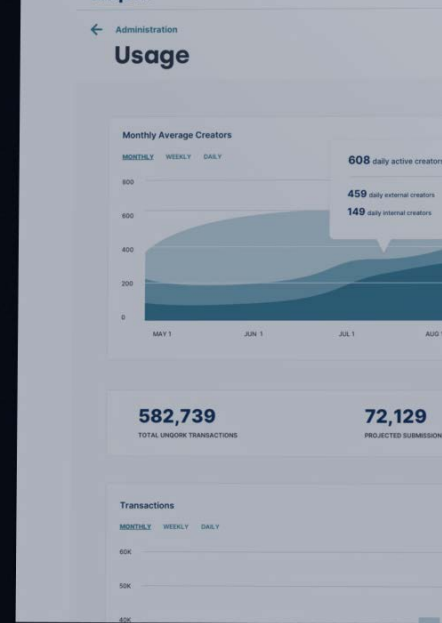 ← Administration
Usage
Monthly Average Creators
MONTHLY WEEKLY DAILY
608 daily active creators
459 daily external creators
149 daily internal creators
800
600
400
200
0
MAY 1 JUN 1 JUL 1 AUG
582,739
TOTAL UNQORK TRANSACTIONS
72,129
PROJECTED SUBMISSION
Transactions
MONTHLY WEEKLY DAILY
60K
50K
40K